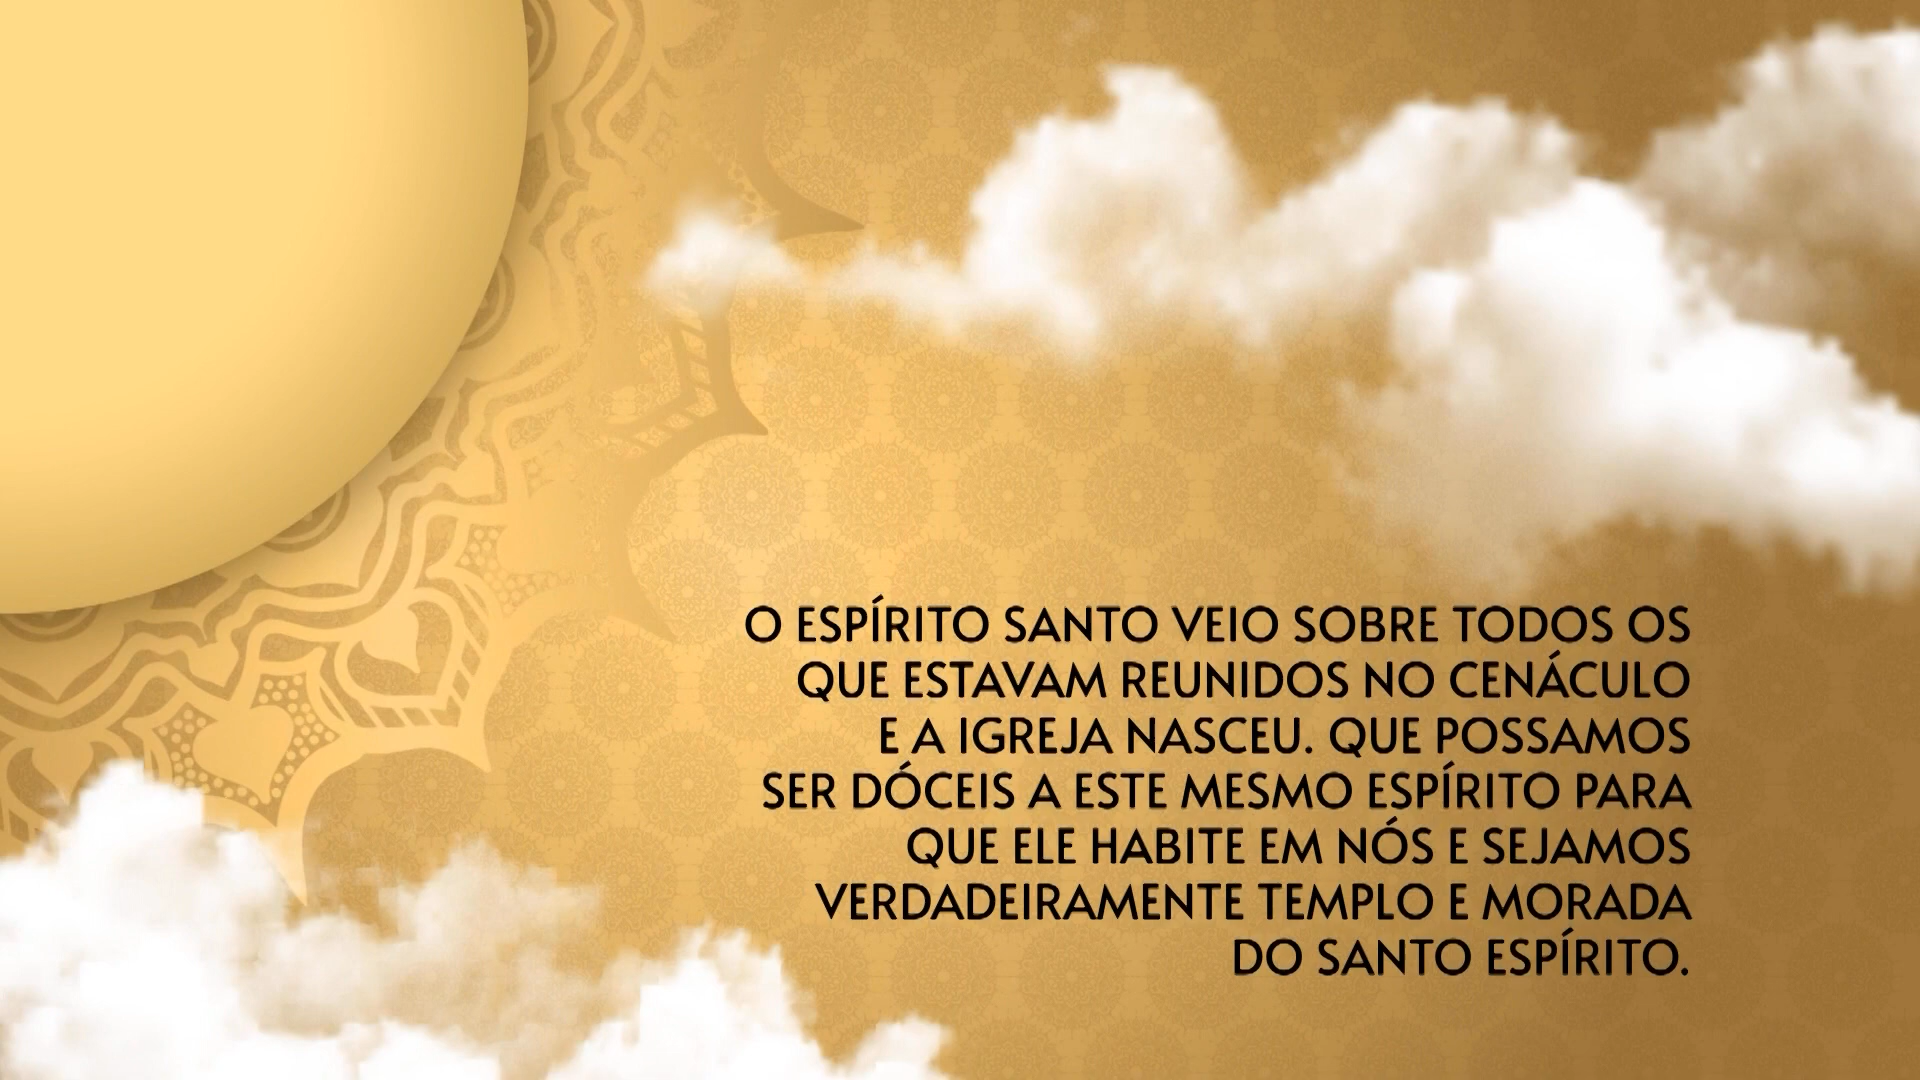 O ESPÍRITO SANTO VEIO SOBRE TODOS OS
QUE ESTAVAM REUNIDOS NO CENÁCULO
E A IGREJA NASCEU. QUE POSSAMOS
SER DÓCEIS A ESTE MESMO ESPÍRITO PARA
QUE ELE HABITE EM NÓS E SEJAMOS
VERDADEIRAMENTE TEMPLO E MORADA
DO SANTO ESPÍRITO.